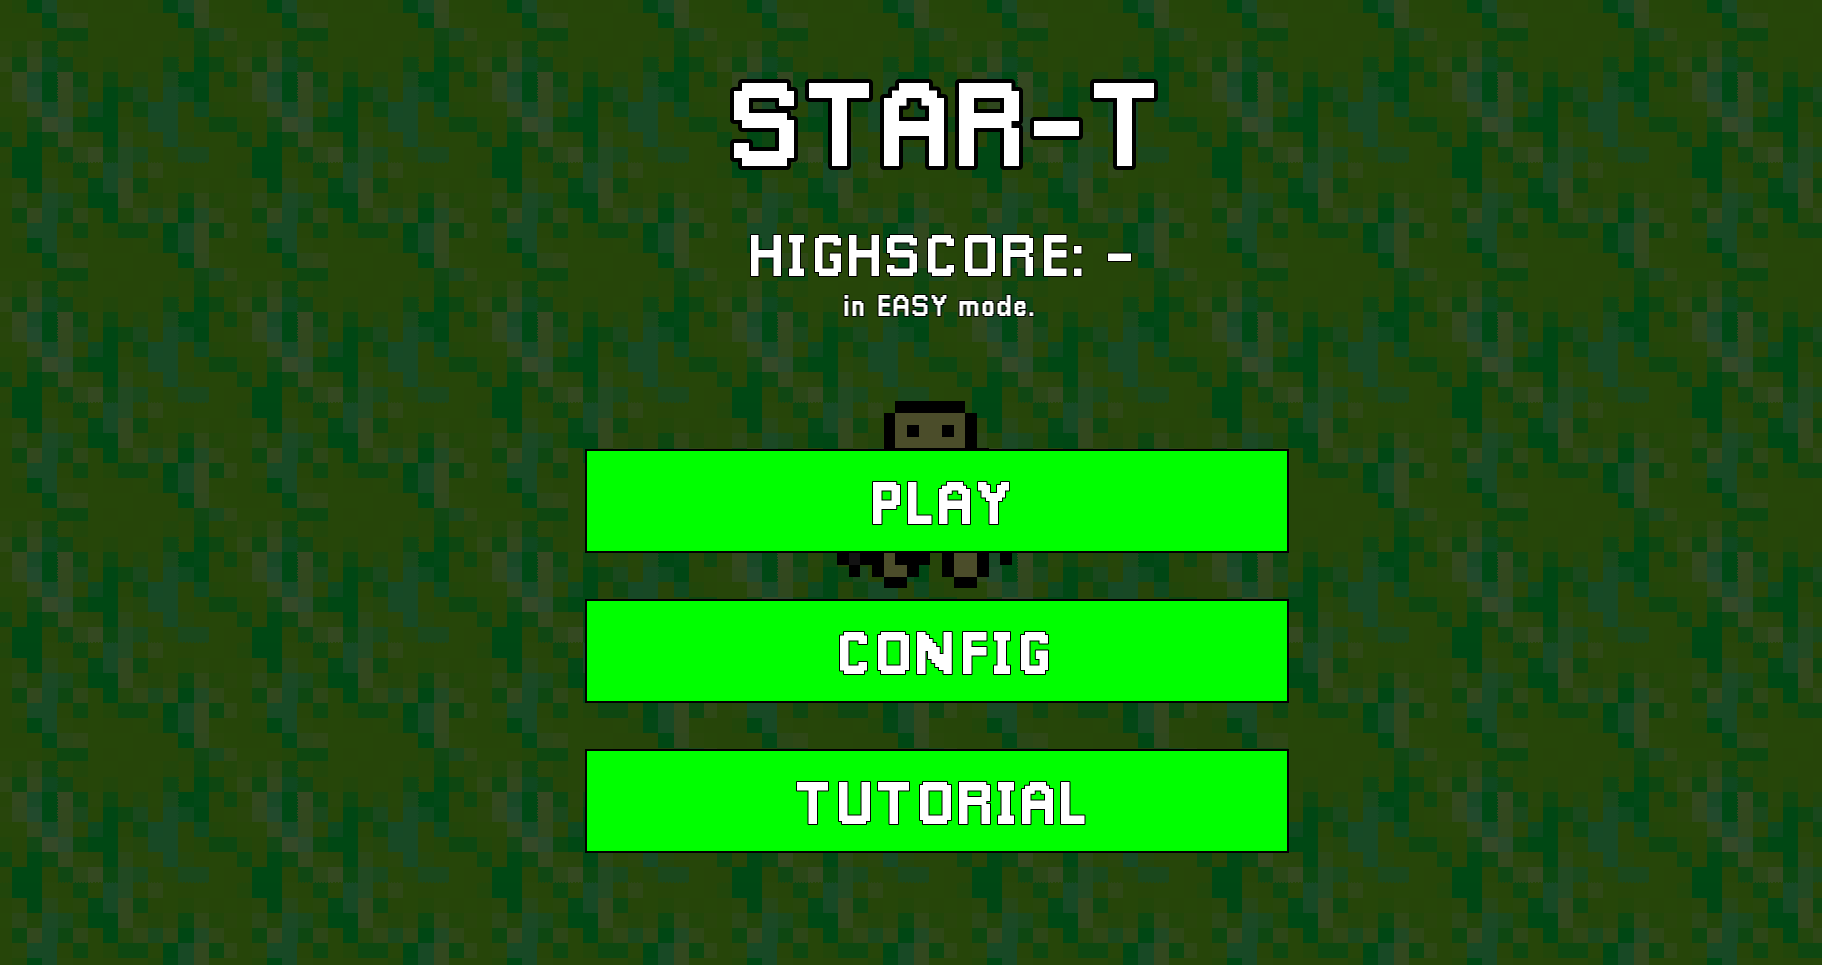 STAR-T
HIGHSCORE: -
in EASY mode.
PLAY
CONFIG
TUTORIAL